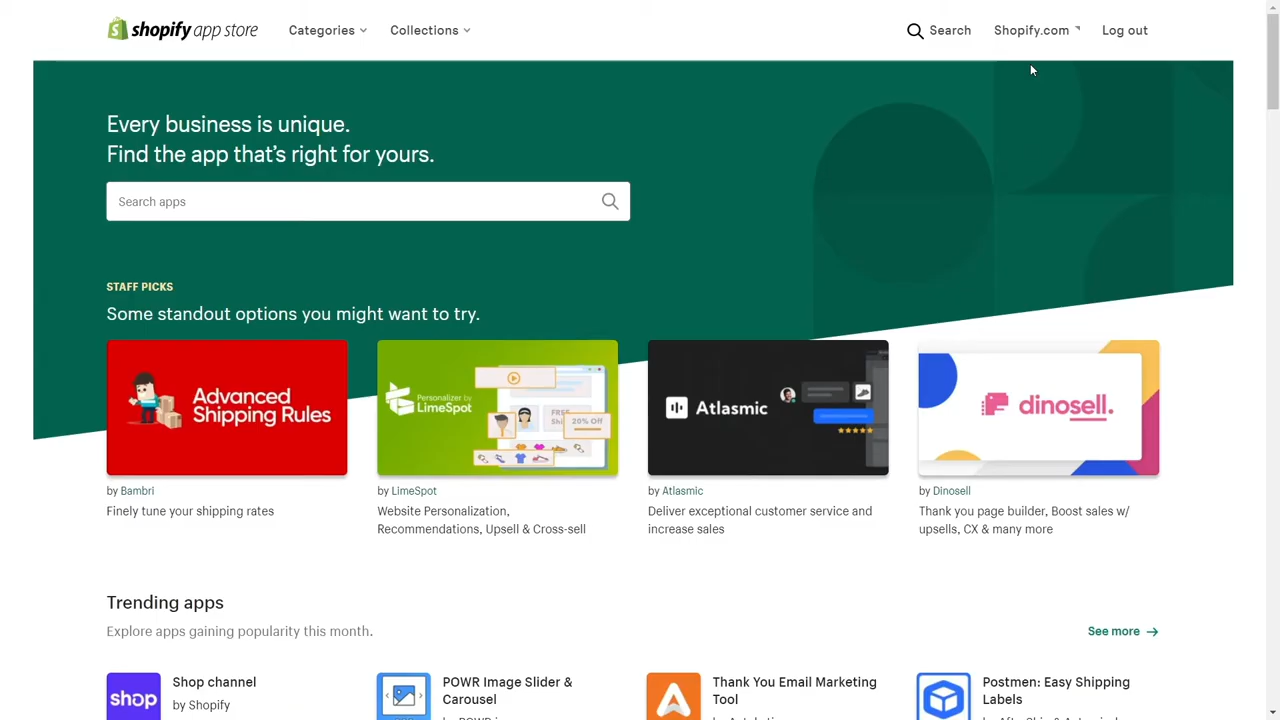 shopify app store
Categories
Collections
Search
Shopify.com
Log out
Every business is unique.
Find the app that's right for yours.
Search apps
STAFF PICKS
Some standout options you might want to try.
Advanced
Shipping Rules
by Bambri
Finely tune your shipping rates
Personalizer by
LimeSpot
20% Off
by LimeSpot
Website Personalization,
Recommendations, Upsell & Cross-sell
Atlasmic
by Atlasmic
Deliver exceptional customer service and
increase sales
dinosell.
by Dinosell
Thank you page builder, Boost sales w/
upsells, CX & many more
Trending apps
Explore apps gaining popularity this month.
See more
shop
Shop channel
by Shopify
POWR Image Slider &
Carousel
Thank You Email Marketing
Tool
Postmen: Easy Shipping
Labels